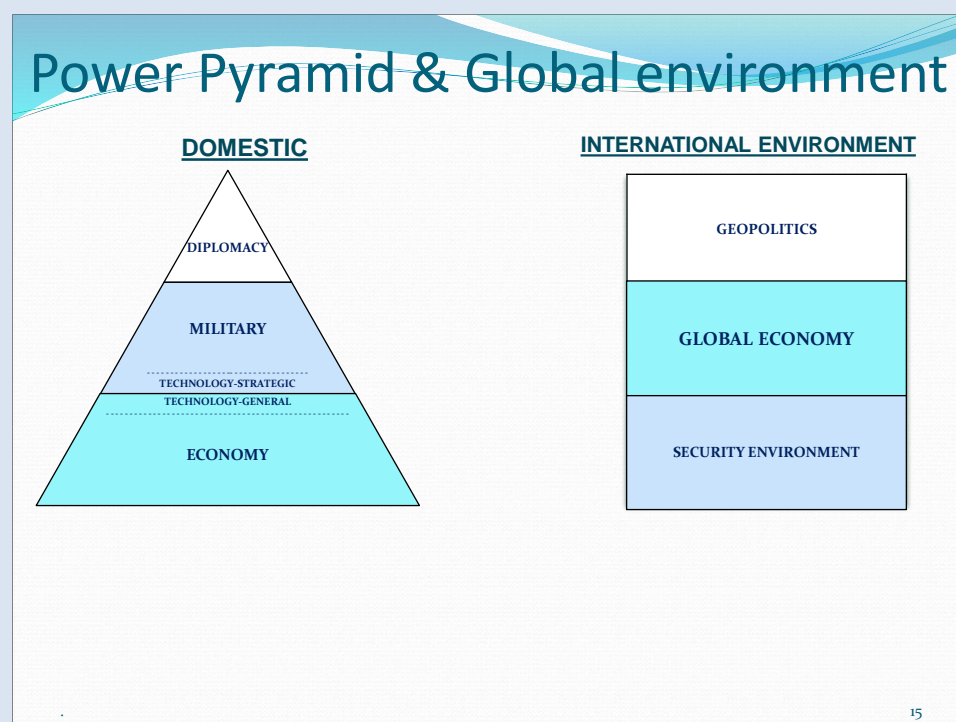 Power Pyramid & Global environment
DOMESTIC
DIPLOMACY
MILITARY
TECHNOLOGY-STRATEGIC
TECHNOLOGY-GENERAL
ECONOMY
INTERNATIONAL ENVIRONMENT
GEOPOLITICS
GLOBAL ECONOMY
SECURITY ENVIRONMENT
.
15